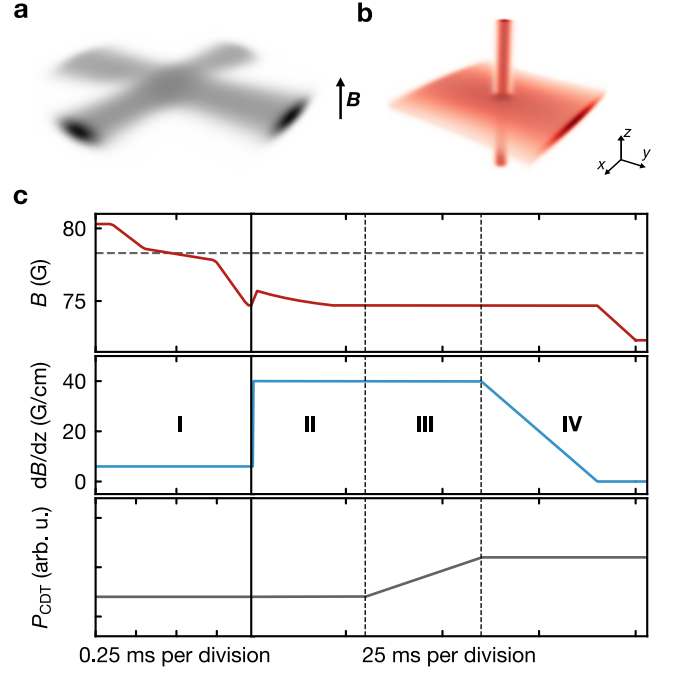 a
b
B
z
x
y
c
80
75
B (G)
40
20
0
dB/dz (G/cm)
I
II
III
IV
P_CDT (arb. u.)
0.25 ms per division
25 ms per division